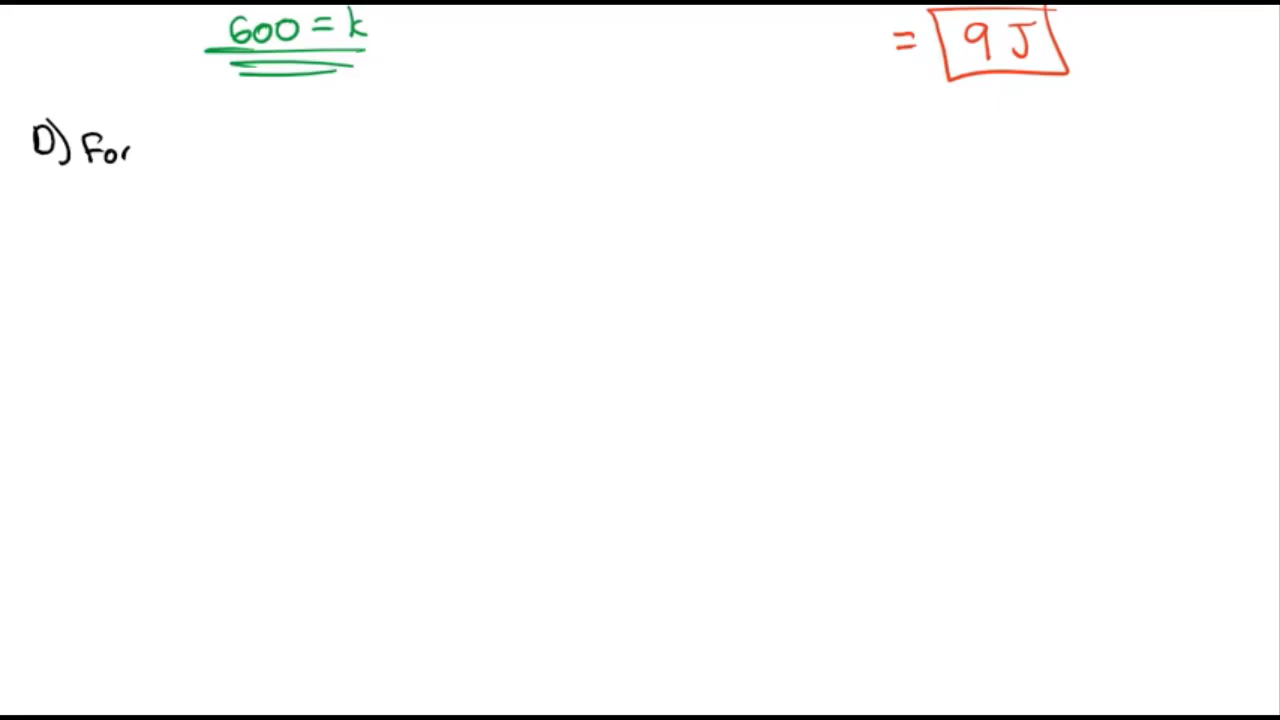 600 = k
= 9 J
D) For